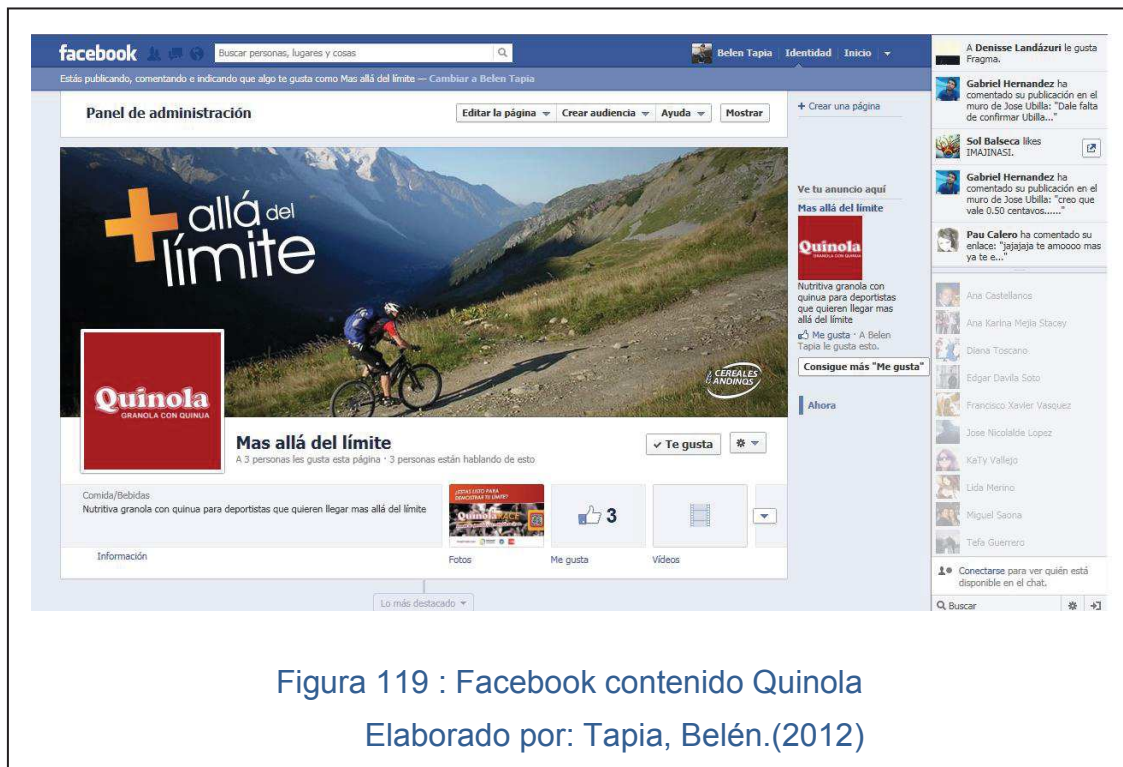 facebook
Buscar personas, lugares y cosas
Belen Tapia Identidad Inicio
Estás publicando, comentando e indicando que algo te gusta como Mas allá del límite — Cambiar a Belen Tapia
Panel de administración
Editar la página Crear audiencia Ayuda Mostrar
+ allá del
límite
Quinola
GRANOLA CON QUINUA
CEREALES
ANDINOS
Mas allá del límite
A 3 personas les gusta esta página · 3 personas están hablando de esto
Te gusta
Comida/Bebidas
Nutritiva granola con quinua para deportistas que quieren llegar mas allá del límite
Información
¿ESTAS LISTO PARA
DEMOSTRAR TU LÍMITE?
Quinola RACE
Fotos
3
Me gusta
Vídeos
Lo más destacado
+ Crear una página
Ve tu anuncio aquí
Mas allá del límite
Quinola
GRANOLA CON QUINUA
Nutritiva granola con
quinua para deportistas
que quieren llegar mas
allá del límite
Me gusta · A Belen
Tapia le gusta esto.
Consigue más "Me gusta"
Ahora
A Denisse Landázuri le gusta
Fragma.
Gabriel Hernandez ha
comentado su publicación en el
muro de Jose Ubilla: "Dale falta
de confirmar Ubilla..."
Sol Balseca likes
IMAJINASI.
Gabriel Hernandez ha
comentado su publicación en el
muro de Jose Ubilla: "creo que
vale 0.50 centavos......"
Pau Calero ha comentado su
enlace: "jajajaja te amoooo mas
ya te e..."
Ana Castellanos
Ana Karina Mejia Stacey
Diana Toscano
Edgar Davila Soto
Francisco Xavier Vasquez
Jose Nicolalde Lopez
KaTy Vallejo
Lida Merino
Miguel Saona
Tefa Guerrero
Conectarse para ver quién está
disponible en el chat.
Buscar
Figura 119 : Facebook contenido Quinola
Elaborado por: Tapia, Belén.(2012)